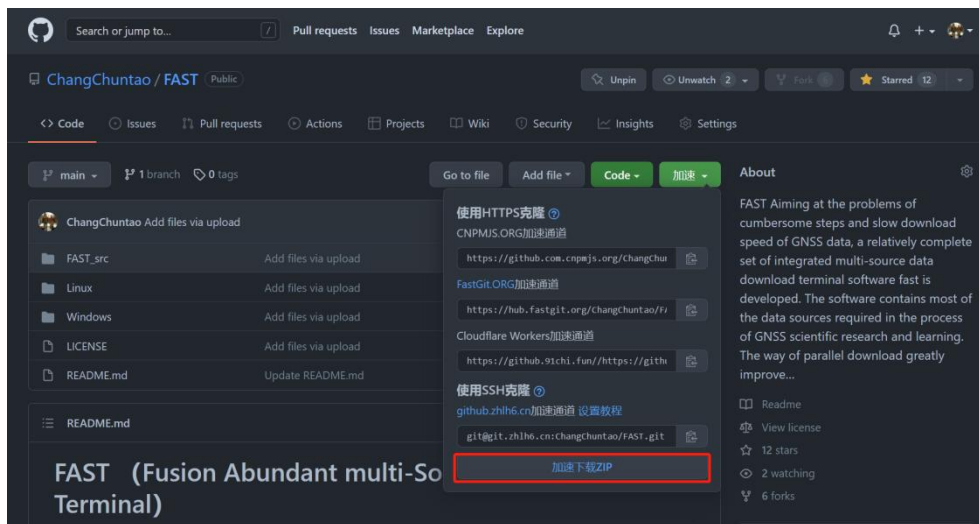 Search or jump to... / Pull requests Issues Marketplace Explore
ChangChuntao / FAST Public
Unpin Unwatch 2 Fork Starred 12
<> Code Issues Pull requests Actions Projects Wiki Security Insights Settings
main 1 branch 0 tags
Go to file Add file Code 加速
ChangChuntao Add files via upload
FAST_src Add files via upload
Linux Add files via upload
Windows Add files via upload
LICENSE Add files via upload
README.md Update README.md
使用HTTPS克隆
CNPMJS.ORG加速通道
https://github.com.cnpmjs.org/ChangChur
FastGit.ORG加速通道
https://hub.fastgit.org/ChangChuntao/F
Cloudflare Workers加速通道
https://github.91chi.fun//https://gith
使用SSH克隆
github.zhlh6.cn加速通道 设置教程
git@git.zhlh6.cn:ChangChuntao/FAST.git
加速下载ZIP
README.md
FAST （Fusion Abundant multi-So
Terminal)
About
FAST Aiming at the problems of
cumbersome steps and slow download
speed of GNSS data, a relatively complete
set of integrated multi-source data
download terminal software fast is
developed. The software contains most of
the data sources required in the process
of GNSS scientific research and learning.
The way of parallel download greatly
improve...
Readme
View license
12 stars
2 watching
6 forks